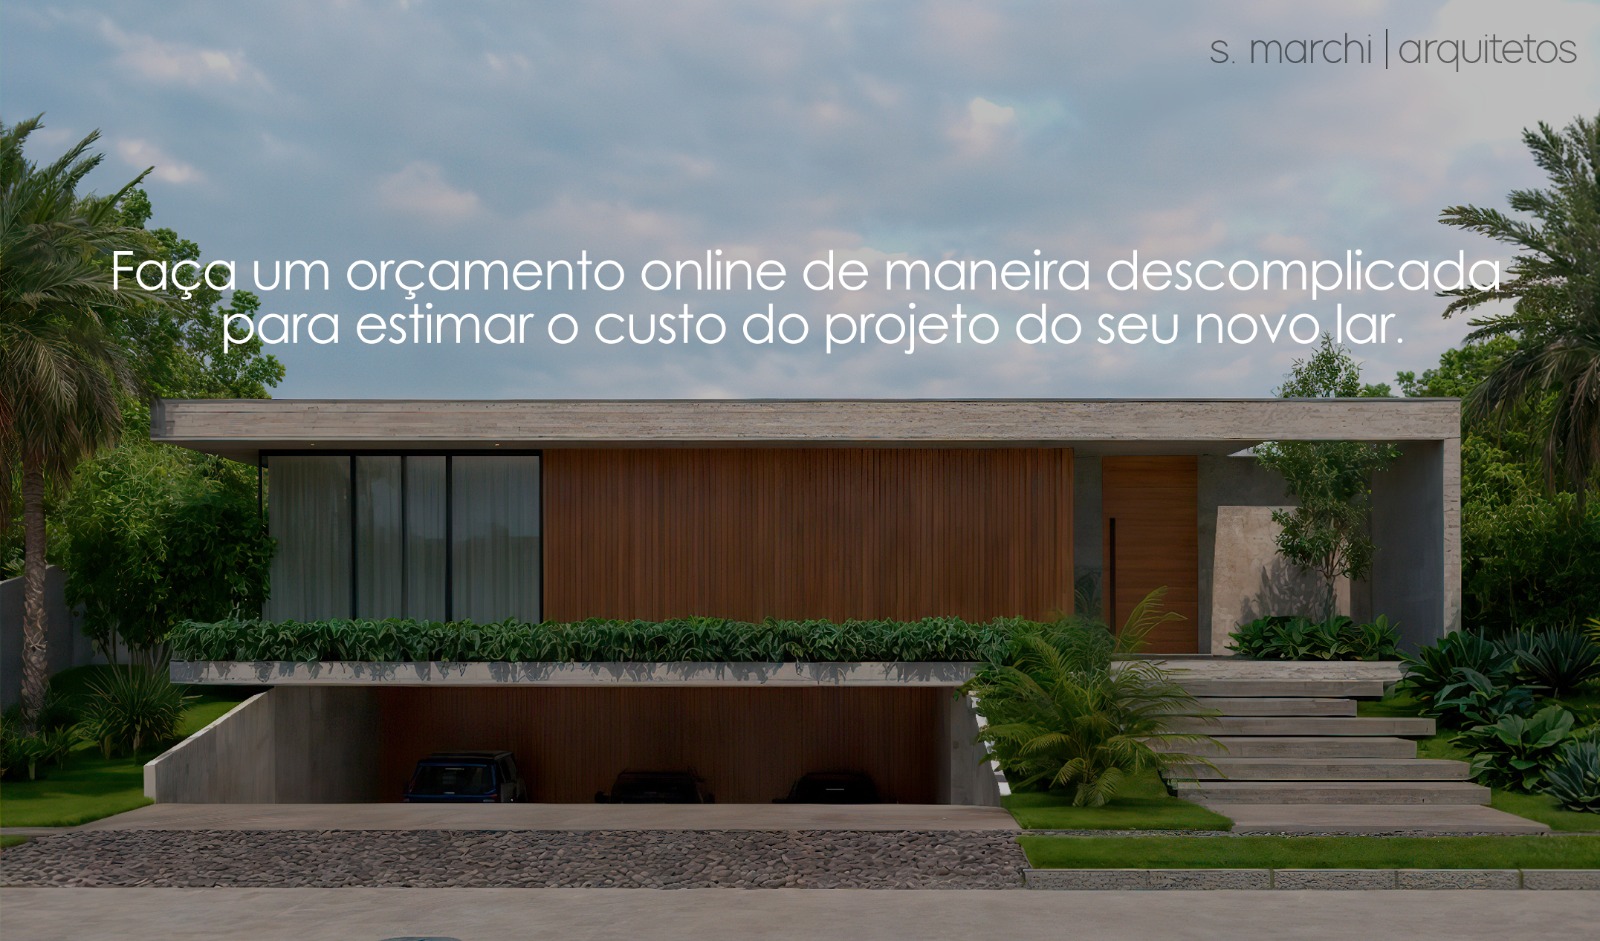 s. marchi | arquitetos
Faça um orçamento online de maneira descomplicada
para estimar o custo do projeto do seu novo lar.